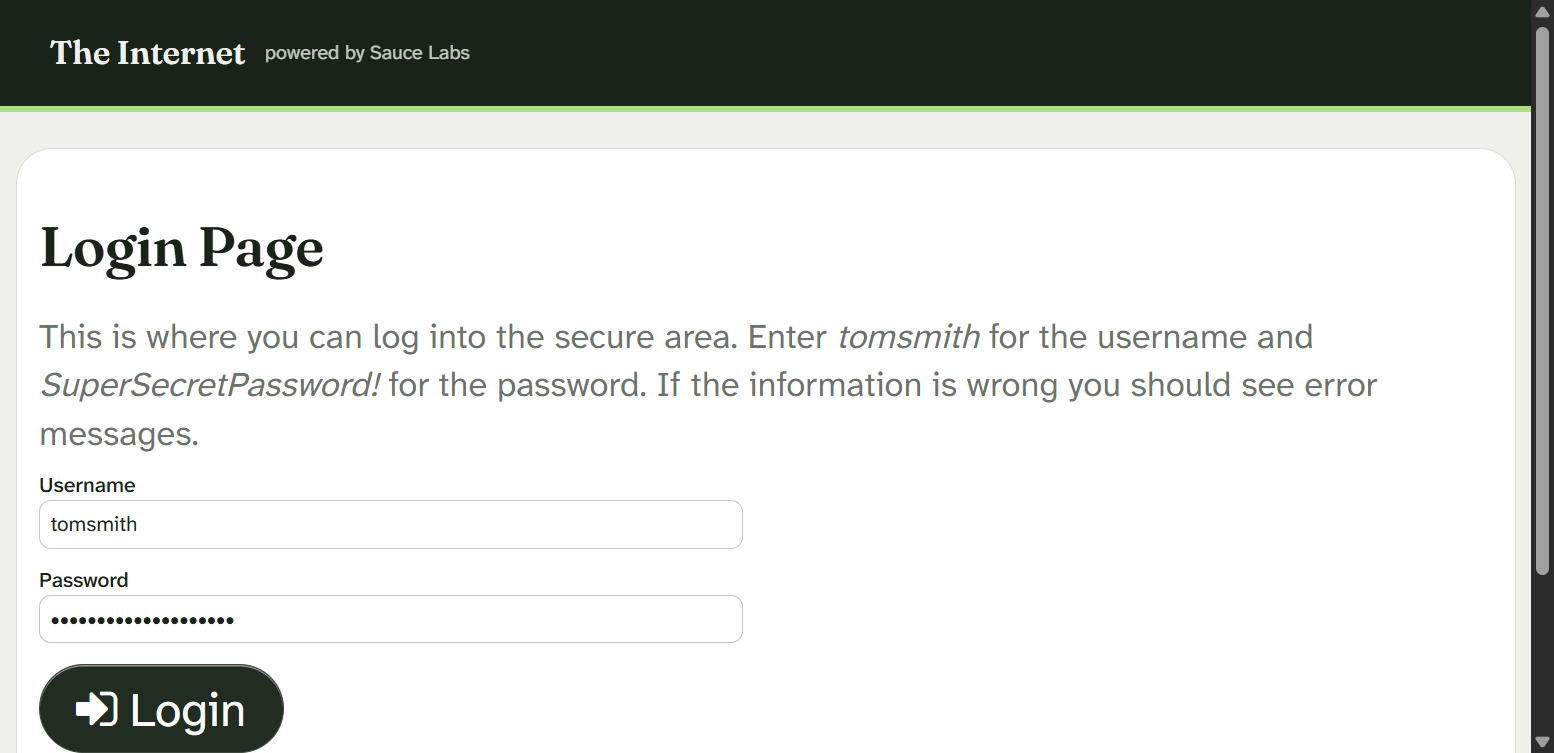 The Internet powered by Sauce Labs
Login Page
This is where you can log into the secure area. Enter tomsmith for the username and
SuperSecretPassword! for the password. If the information is wrong you should see error
messages.
Username
tomsmith
Password
••••••••••••••••••••
Login